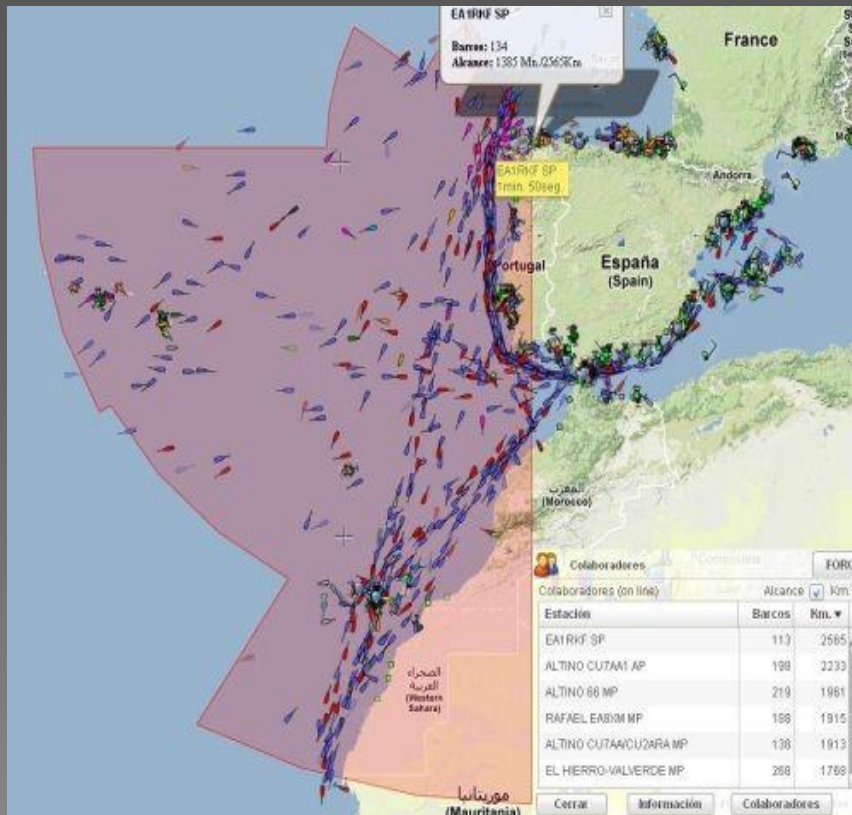 EA1RKF SP
Barcos: 134
Alcance: 1385 Mn./2565Km
France
EA1RKF SP
1min. 50seg.
Andorra
Portugal
España
(Spain)
المغرب
(Morocco)
الصحراء
الغربية
(Western
Sahara)
موريتانيا
(Mauritania)
Colaboradores
FORO
Colaboradores (on line)
Alcance
Km
Estación Barcos Km.
EA1RKF SP 113 2565
ALTINO CU7AA1 AP 198 2233
ALTINO 66 MP 219 1961
RAFAEL EA8XM MP 188 1915
ALTINO CU7AA/CU2ARA MP 138 1913
EL HIERRO-VALVERDE MP 268 1768
Cerrar Información Colaboradores